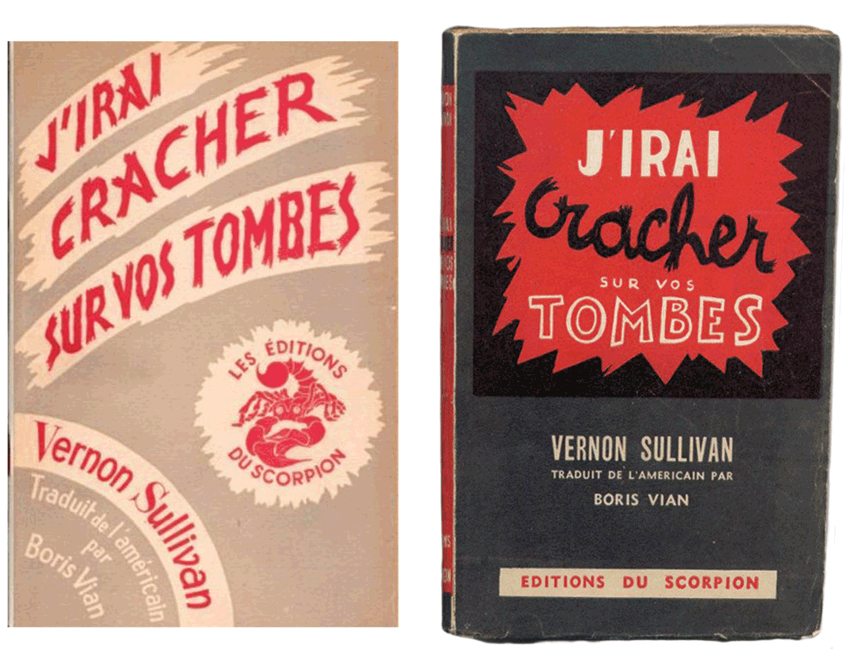 J'IRAI
CRACHER
SUR VOS TOMBES
LES ÉDITIONS
DU SCORPION
Vernon Sullivan
Traduit de l'américain
par
Boris Vian
J'IRAI
Cracher
SUR VOS
TOMBES
VERNON SULLIVAN
TRADUIT DE L'AMERICAIN PAR
BORIS VIAN
EDITIONS DU SCORPION